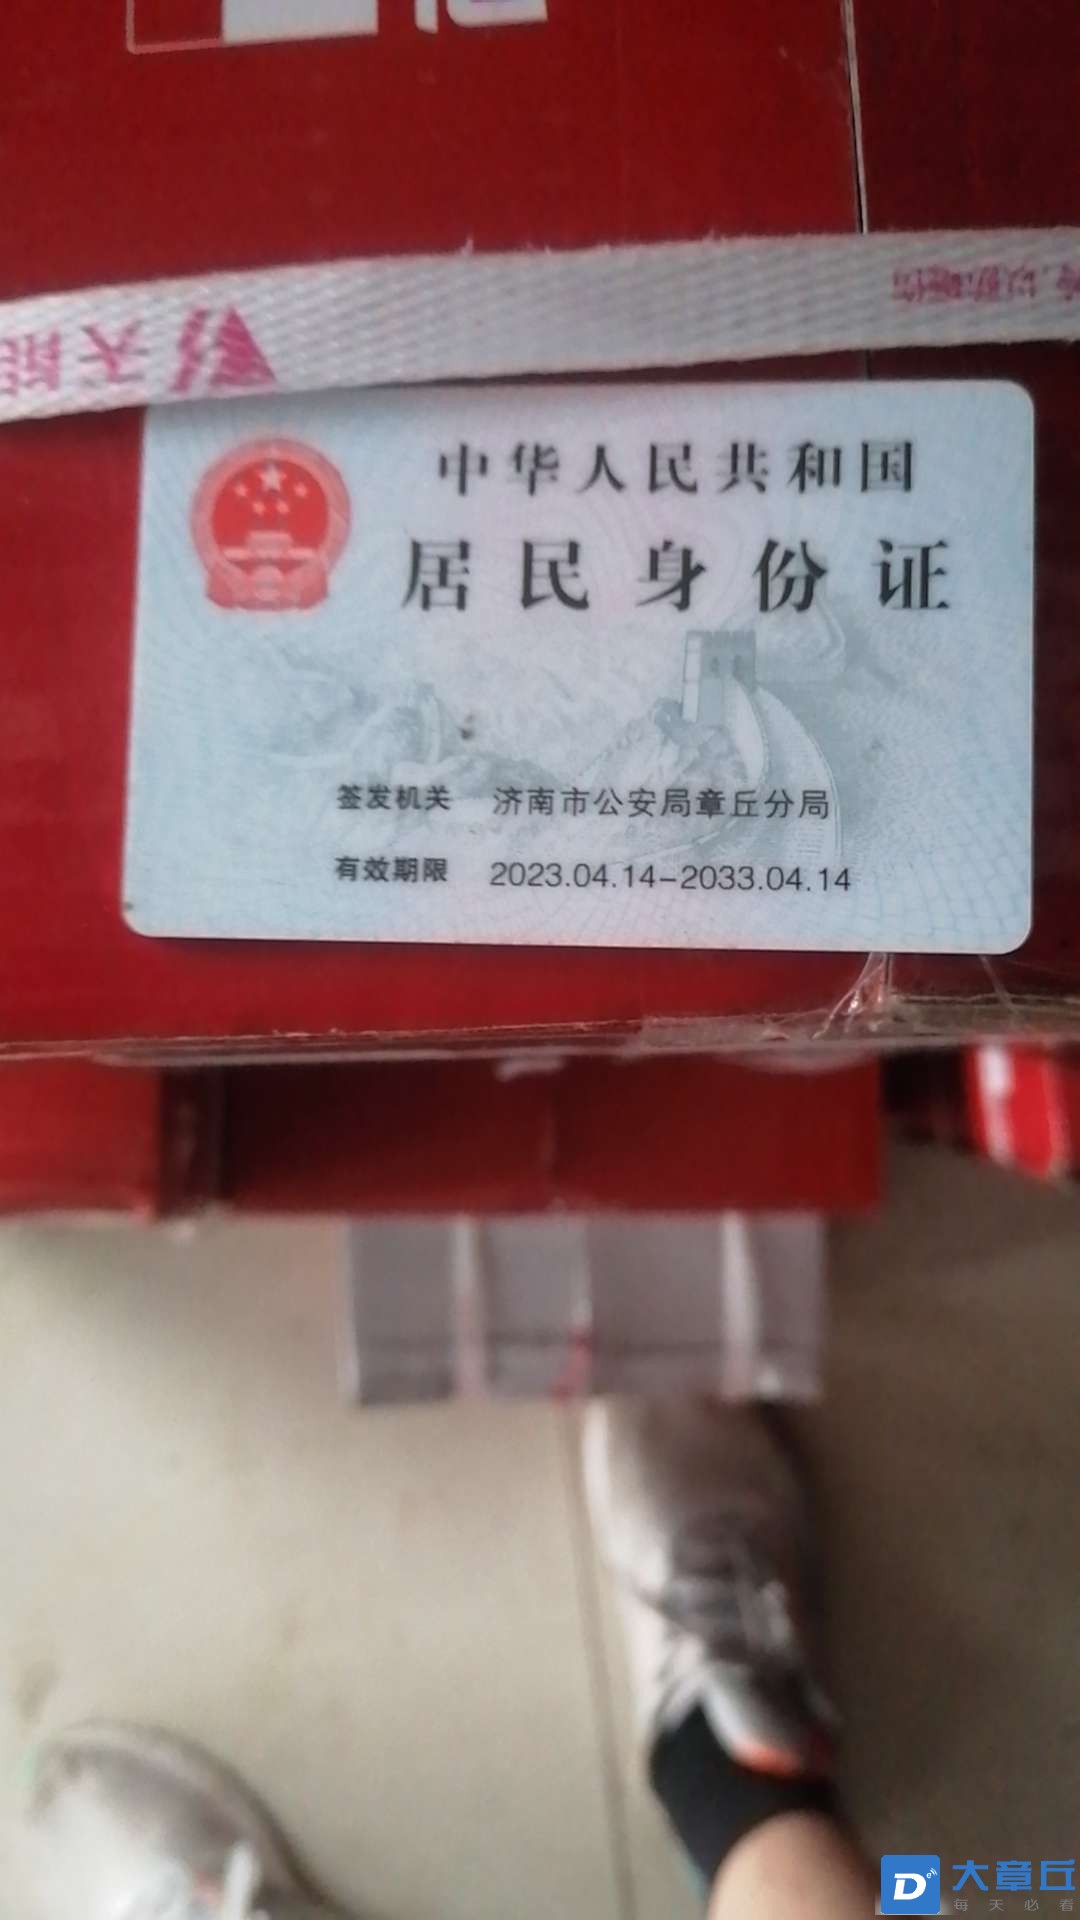 天能
中华人民共和国
居民身份证
签发机关 济南市公安局章丘分局
有效期限 2023.04.14-2033.04.14
大章丘
每天必看